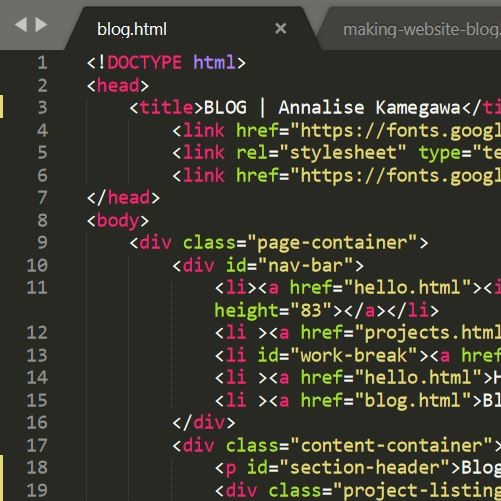 blog.html × making-website-blog.
1 <!DOCTYPE html>
2 <head>
3 <title>BLOG | Annalise Kamegawa</ti
4 <link href="https://fonts.googl
5 <link rel="stylesheet" type="te
6 <link href="https://fonts.googl
7 </head>
8 <body>
9 <div class="page-container">
10 <div id="nav-bar">
11 <li><a href="hello.html"><i
height="83"></a></li>
12 <li ><a href="projects.html
13 <li id="work-break"><a href
14 <li ><a href="hello.html">H
15 <li ><a href="blog.html">Bl
16 </div>
17 <div class="content-container">
18 <p id="section-header">Blog
19 <div class="project-listing